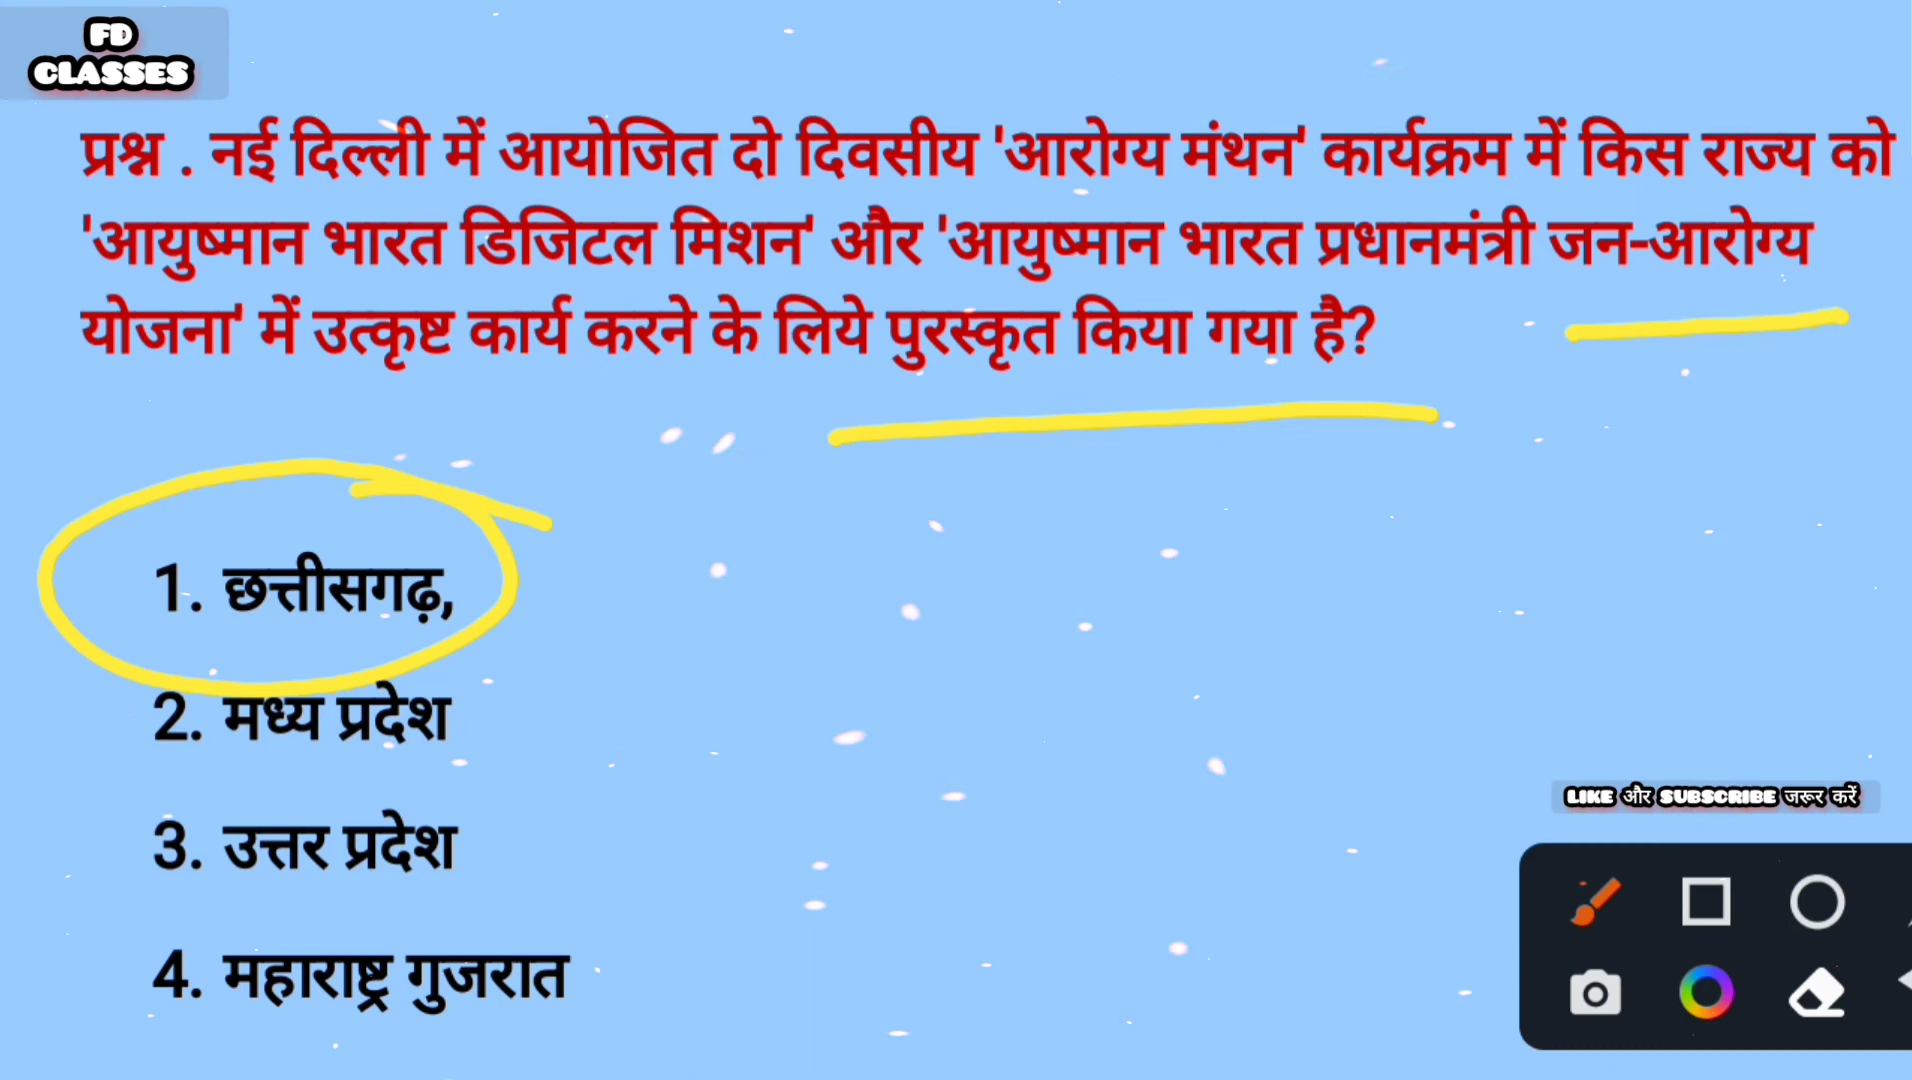 FD
CLASSES
प्रश्न . नई दिल्ली में आयोजित दो दिवसीय 'आरोग्य मंथन' कार्यक्रम में किस राज्य को
'आयुष्मान भारत डिजिटल मिशन' और 'आयुष्मान भारत प्रधानमंत्री जन-आरोग्य
योजना' में उत्कृष्ट कार्य करने के लिये पुरस्कृत किया गया है?
1. छत्तीसगढ़,
2. मध्य प्रदेश
3. उत्तर प्रदेश
4. महाराष्ट्र गुजरात
LIKE और SUBSCRIBE जरूर करें